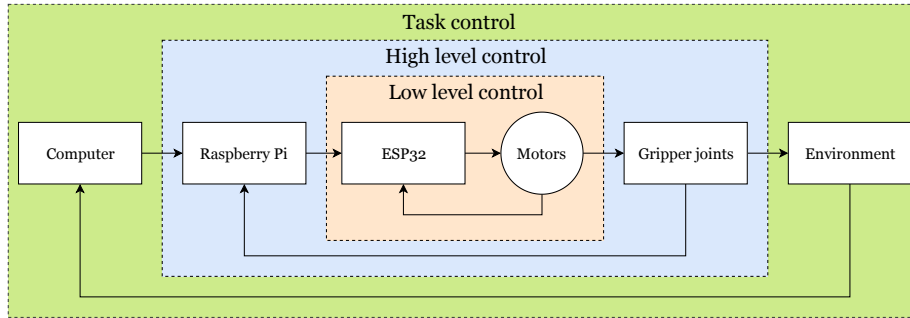 Task control
High level control
Low level control
Computer
Raspberry Pi
ESP32
Motors
Gripper joints
Environment